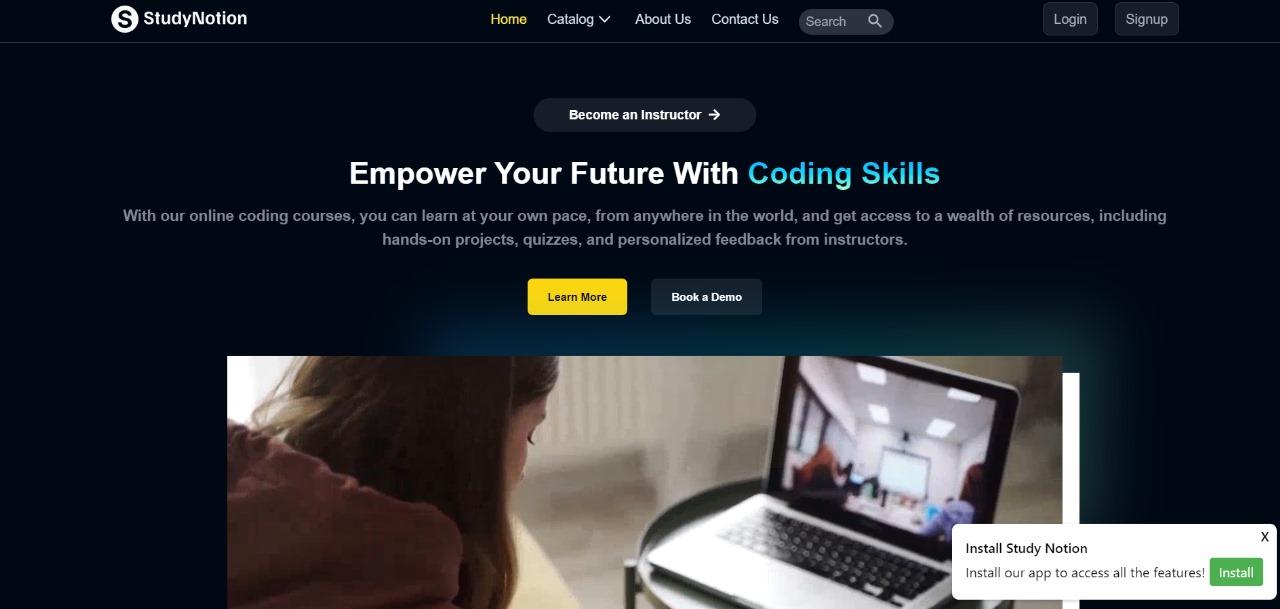 S StudyNotion
Home Catalog About Us Contact Us Search Login Signup
Become an Instructor →
Empower Your Future With Coding Skills
With our online coding courses, you can learn at your own pace, from anywhere in the world, and get access to a wealth of resources, including
hands-on projects, quizzes, and personalized feedback from instructors.
Learn More Book a Demo
X
Install Study Notion
Install our app to access all the features! Install